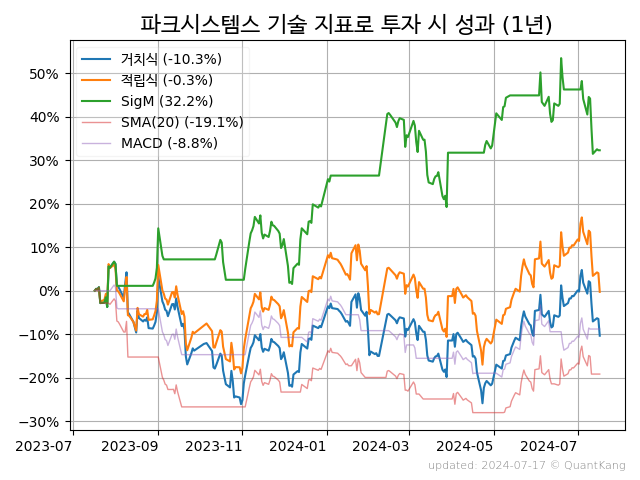 파크시스템스 기술 지표로 투자 시 성과 (1년)
거치식 (-10.3%)
적립식 (-0.3%)
SigM (32.2%)
SMA(20) (-19.1%)
MACD (-8.8%)
50%
40%
30%
20%
10%
0%
−10%
−20%
−30%
2023-07 2023-09 2023-11 2024-01 2024-03 2024-05 2024-07
updated: 2024-07-17 © QuantKang